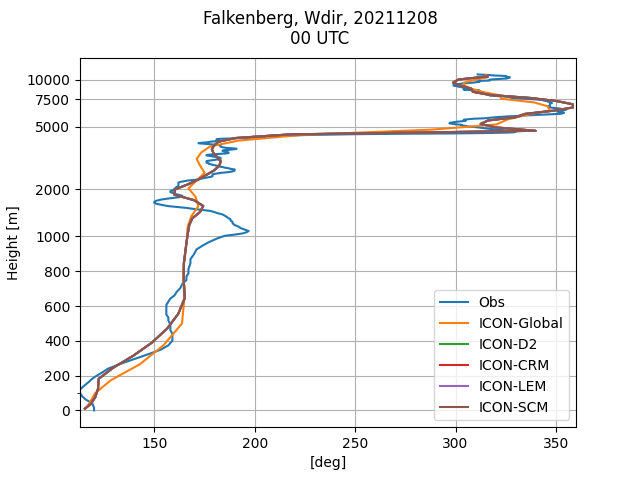 Falkenberg, Wdir, 20211208
00 UTC
Height [m]
10000
7500
5000
2000
1000
800
600
400
200
0
150
200
250
300
350
[deg]
Obs
ICON-Global
ICON-D2
ICON-CRM
ICON-LEM
ICON-SCM